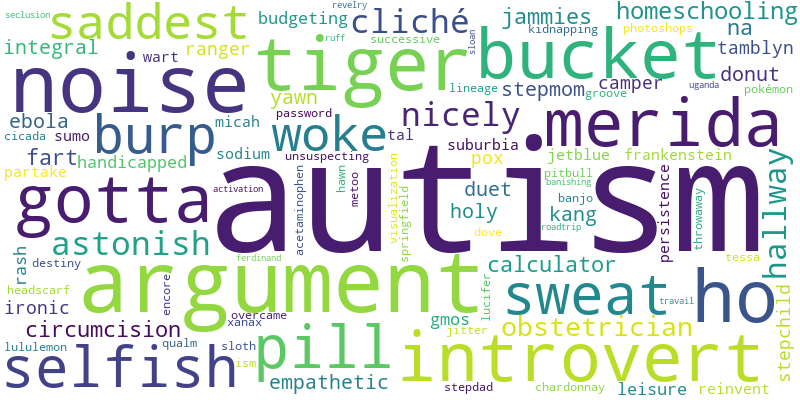 seclusion
revelry
saddest
budgeting
cliché
jammies
homeschooling
integral
ranger
ruff
successive
sloan
kidnapping
photoshops
na
wart
tiger
bucket
tamblyn
noise
yawn
stepmom
groove
camper
donut
lineage
uganda
pokémon
ebola
micah
password
nicely
merida
cicada
sumo
burp
woke
tal
suburbia
fart
handicapped
sodium
unsuspecting
pox
jetblue
frankenstein
partake
gotta
activation
autism
acetaminophen
hawn
metoo
visualization
springfield
duet
pitbull
banishing
banjo
holy
kang
roadtrip
persistence
throwaway
hallway
astonish
dove
tessa
rash
destiny
ferdinand
calculator
headscarf
argument
lucifer
sweat
travail
ho
ironic
encore
overcame
gmos
stepchild
circumcision
xanax
jitter
obstetrician
lululemon
qualm
sloth
pill
introvert
selfish
ism
empathetic
stepdad
chardonnay
leisure
reinvent